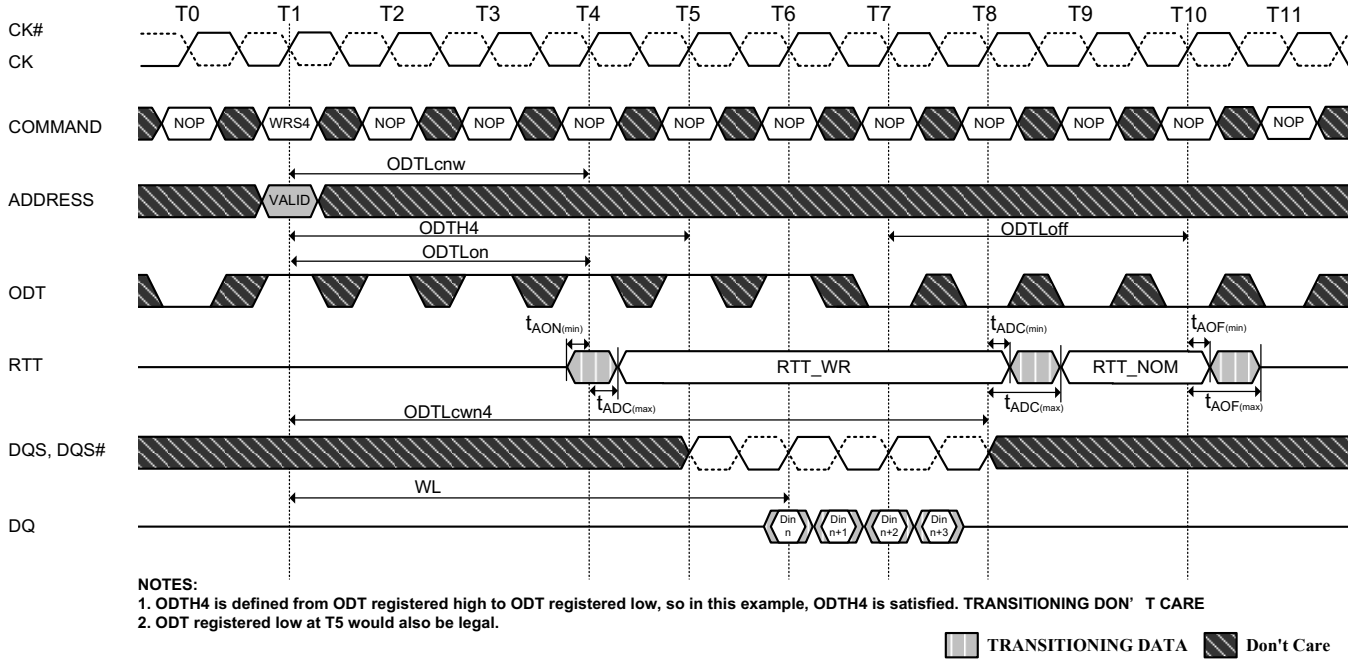 T0 T1 T2 T3 T4 T5 T6 T7 T8 T9 T10 T11
CK#
CK
COMMAND NOP WRS4 NOP NOP NOP NOP NOP NOP NOP NOP NOP NOP
ODTLcnw
ADDRESS VALID
ODTH4 ODTLoff
ODTLon
ODT
tAON(min) tADC(min) tAOF(min)
RTT RTT_WR RTT_NOM
tADC(max) tADC(max) tAOF(max)
ODTLcwn4
DQS, DQS#
WL
DQ Din n Din n+1 Din n+2 Din n+3
NOTES:
1. ODTH4 is defined from ODT registered high to ODT registered low, so in this example, ODTH4 is satisfied. TRANSITIONING DON' T CARE
2. ODT registered low at T5 would also be legal.
TRANSITIONING DATA Don't Care